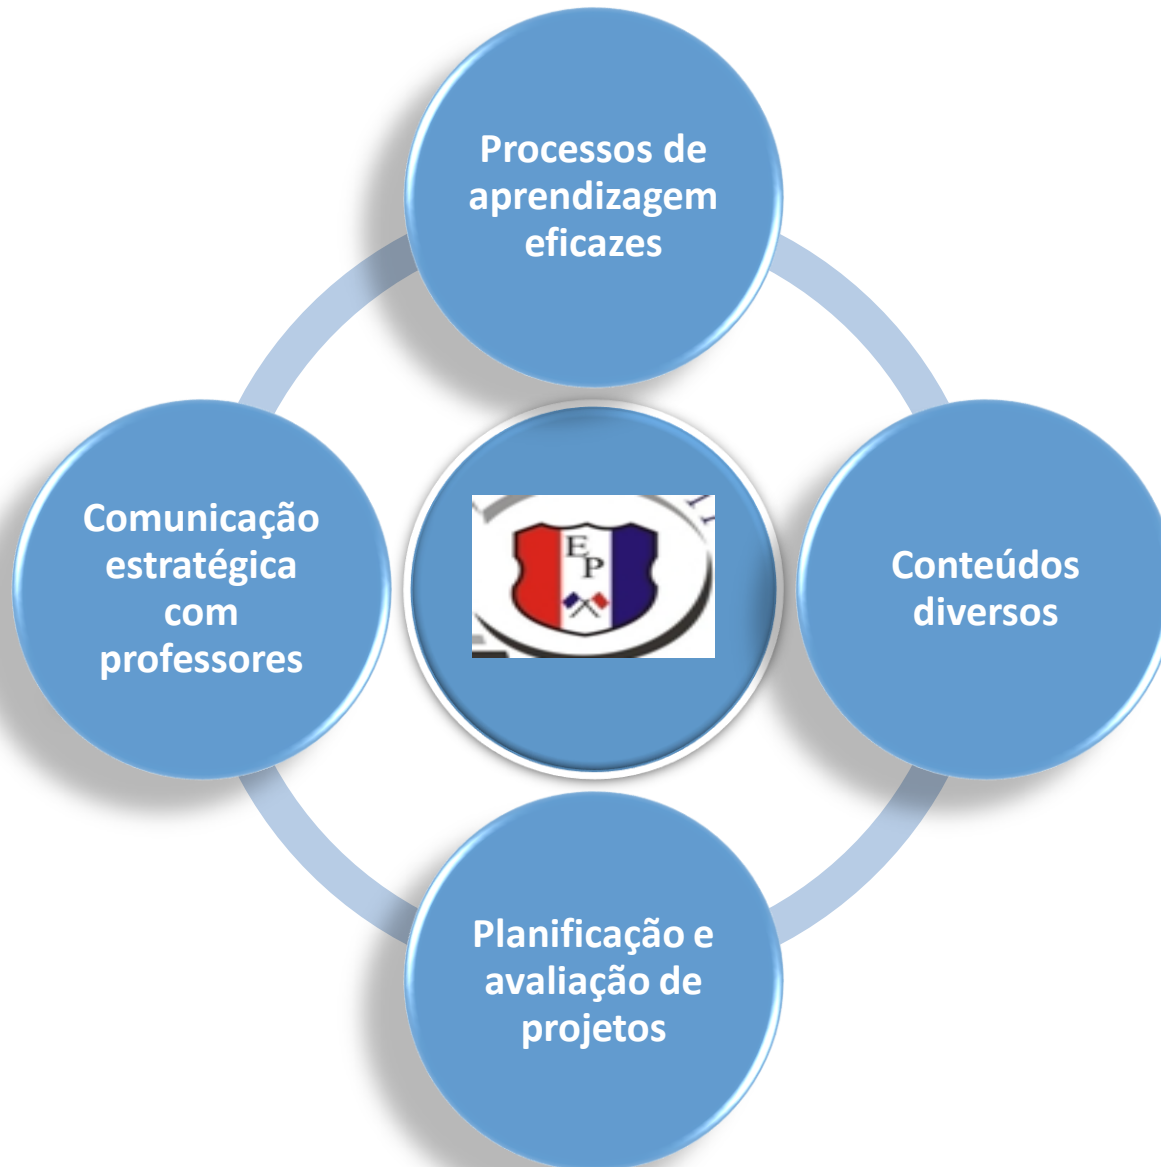 Processos de
aprendizagem
eficazes
Comunicação
estratégica
com
professores
E
P
Conteúdos
diversos
Planificação e
avaliação de
projetos